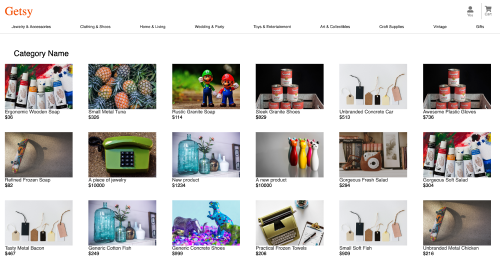 Getsy
You
Cart
Jewelry & Accessories
Clothing & Shoes
Home & Living
Wedding & Party
Toys & Entertainment
Art & Collectibles
Craft Supplies
Vintage
Gifts
Category Name
Ergonomic Wooden Soap
$36
Small Metal Tuna
$326
Rustic Granite Soap
$114
Sleek Granite Shoes
$829
Unbranded Concrete Car
$513
Awesome Plastic Gloves
$736
Refined Frozen Soap
$82
A piece of jewelry
$10000
New product
$1234
A new product
$10000
Gorgeous Fresh Salad
$284
Gorgeous Soft Salad
$304
Tasty Metal Bacon
$467
Generic Cotton Fish
$249
Generic Concrete Shoes
$890
Practical Frozen Towels
$206
Small Soft Fish
$909
Unbranded Metal Chicken
$216